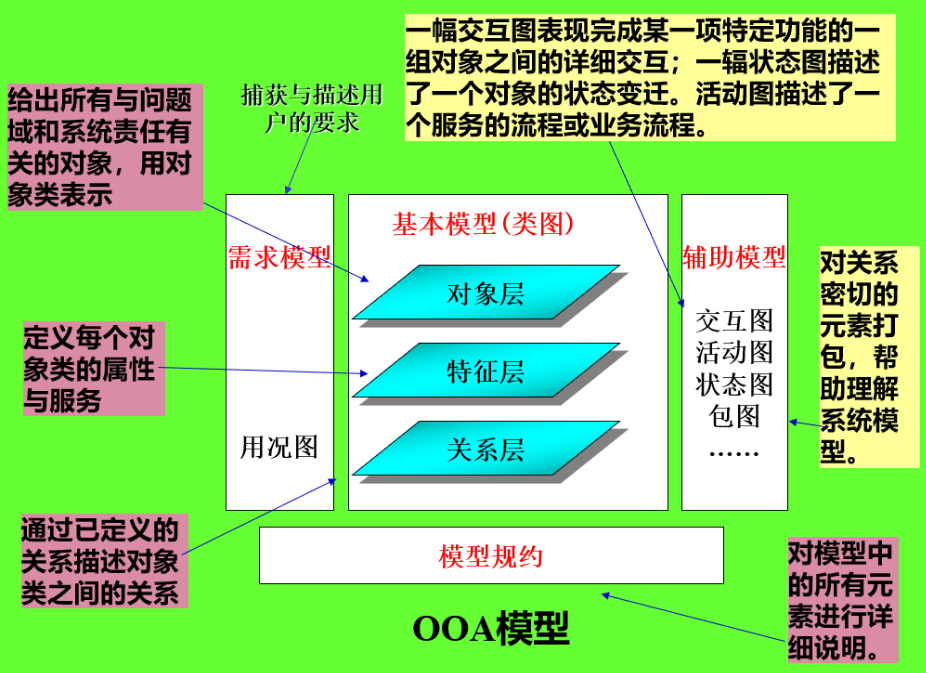 一幅交互图表现完成某一项特定功能的一
组对象之间的详细交互；一辐状态图描述
了一个对象的状态变迁。活动图描述了一
个服务的流程或业务流程。
给出所有与问题
域和系统责任有
关的对象，用对
象类表示
捕获与描述用
户的要求
需求模型
用况图
基本模型(类图)
对象层
特征层
关系层
辅助模型
交互图
活动图
状态图
包图
……
对关系
密切的
元素打
包，帮
助理解
系统模
型。
定义每个对
象类的属性
与服务
通过已定义的
关系描述对象
类之间的关系
模型规约
对模型中
的所有元
素进行详
细说明。
OOA模型